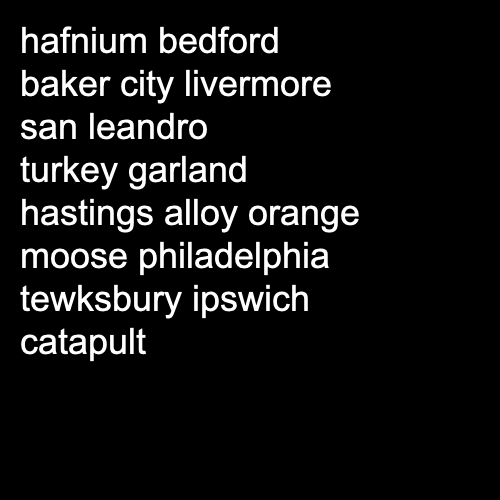 hafnium bedford
baker city livermore
san leandro
turkey garland
hastings alloy orange
moose philadelphia
tewksbury ipswich
catapult